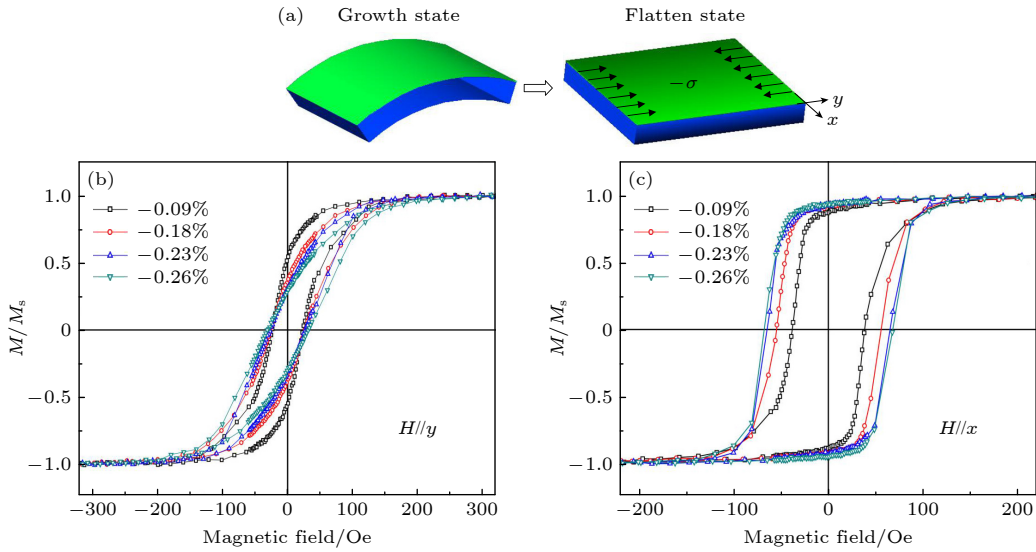 (a) Growth state Flatten state
−σ
y
x
(b)
−0.09%
−0.18%
−0.23%
−0.26%
H//y
M/Ms
1.0
0.5
0
−0.5
−1.0
−300 −200 −100 0 100 200 300
Magnetic field/Oe
(c)
−0.09%
−0.18%
−0.23%
−0.26%
H//x
M/Ms
1.0
0.5
0
−0.5
−1.0
−200 −100 0 100 200
Magnetic field/Oe